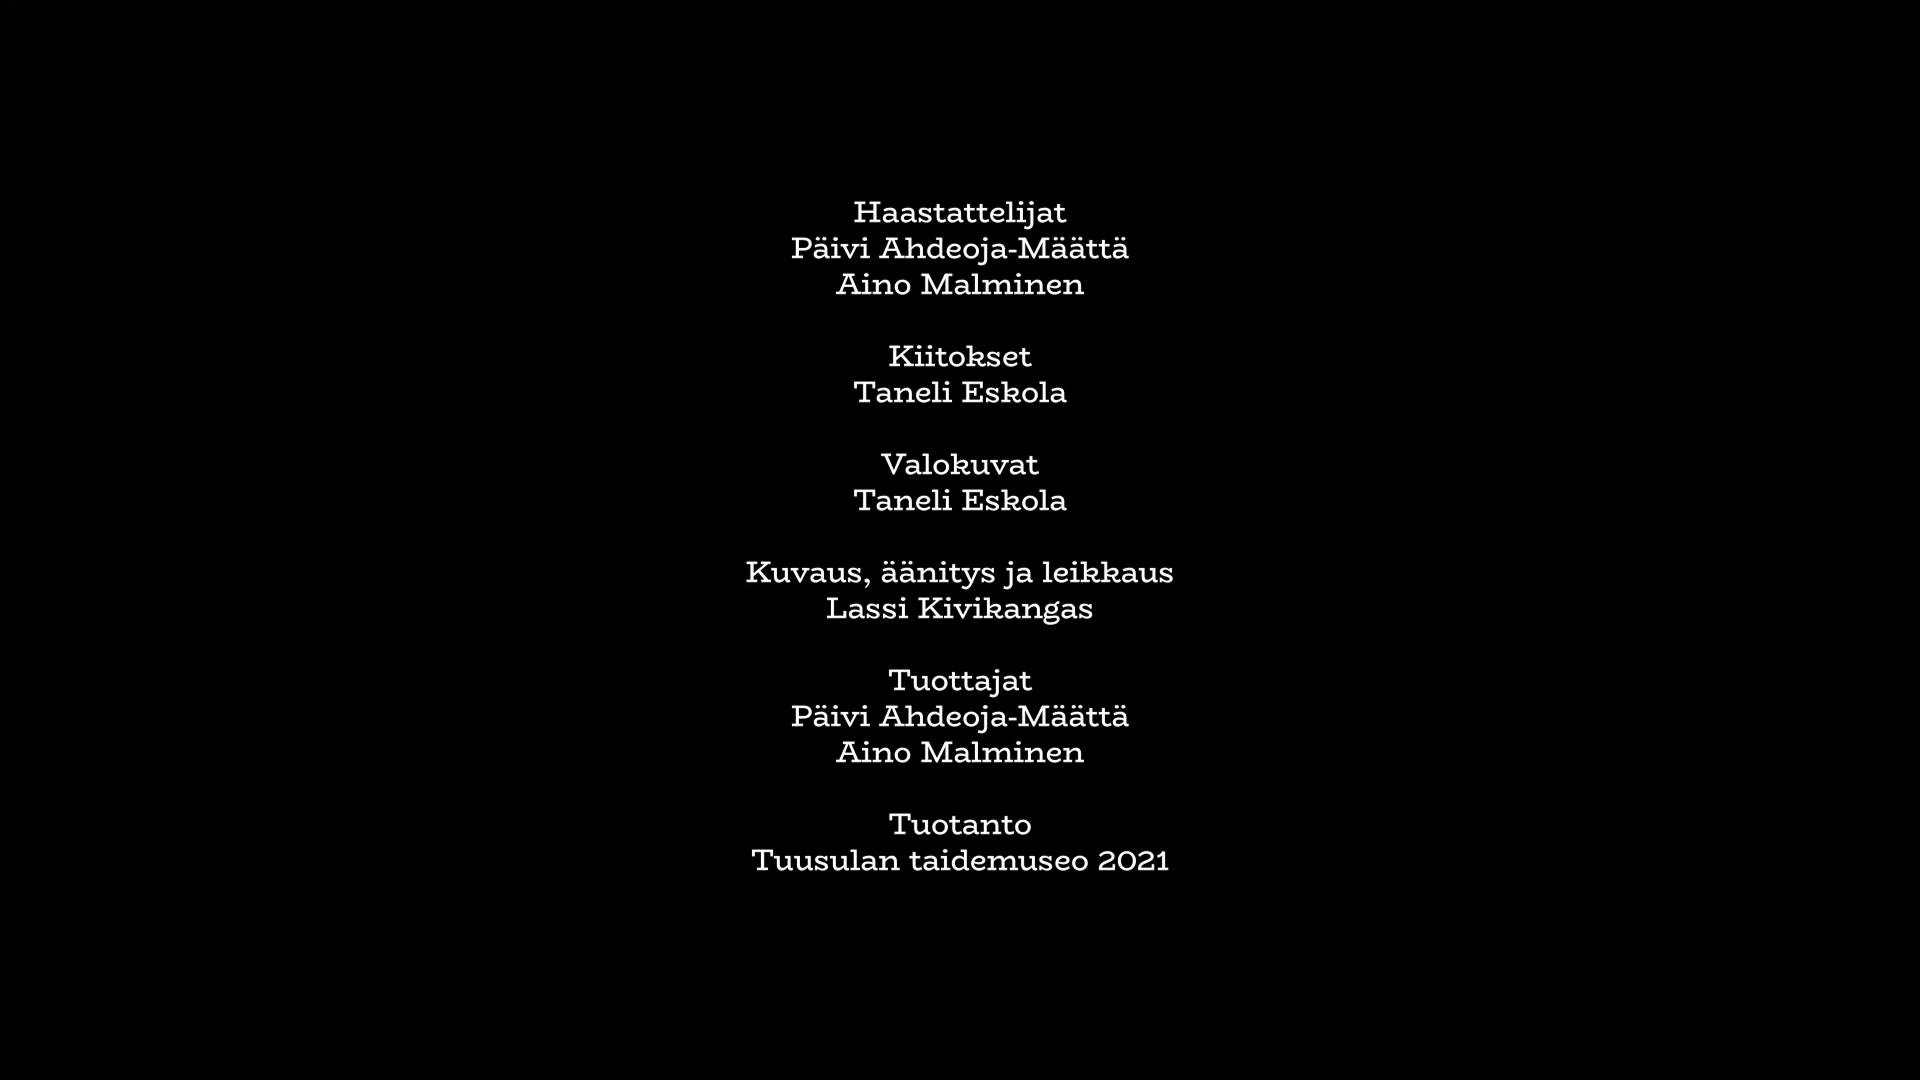 Haastattelijat
Päivi Ahdeoja-Määttä
Aino Malminen
Kiitokset
Taneli Eskola
Valokuvat
Taneli Eskola
Kuvaus, äänitys ja leikkaus
Lassi Kivikangas
Tuottajat
Päivi Ahdeoja-Määttä
Aino Malminen
Tuotanto
Tuusulan taidemuseo 2021